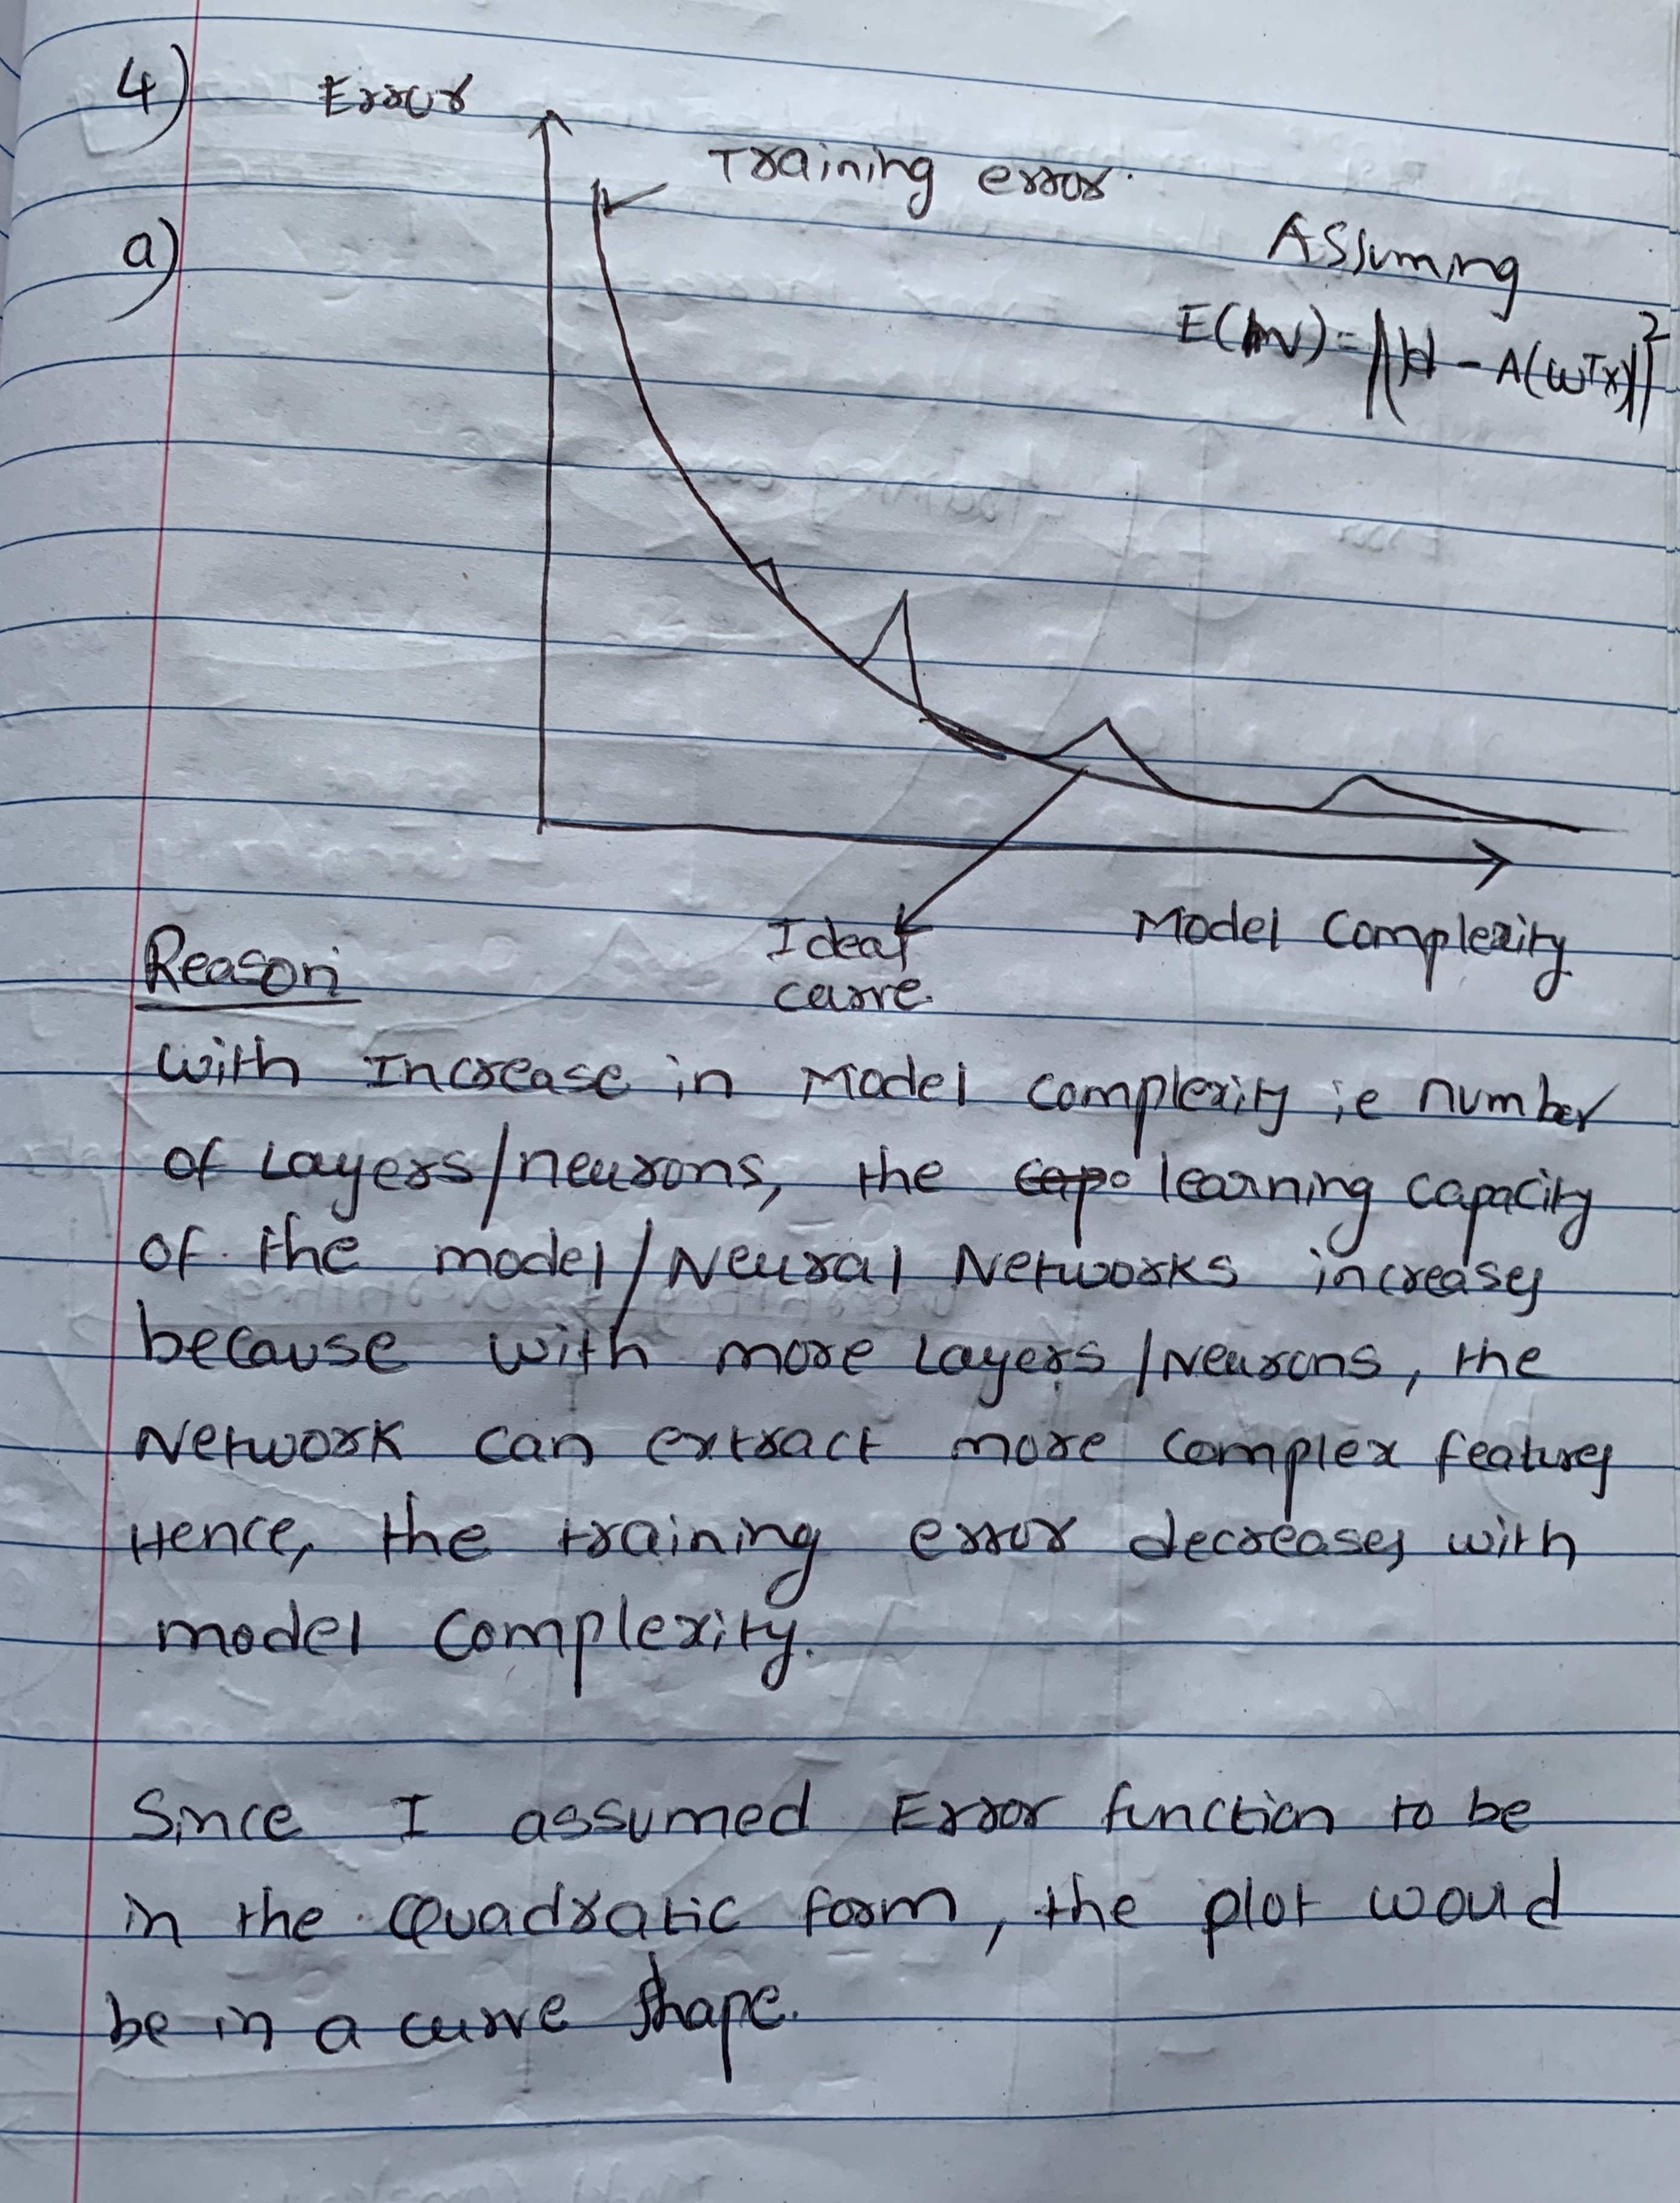 4)
Error
Training error.
a)
Assuming
E(w) = || d - A(ωᵀx)||²
Ideal
curve.
Model Complexity
Reason
With Increase in Model complexity ie number
of Layers/neurons, the learning capacity
of the model/Neural Networks increases
because with more Layers/Neurons, the
Network can extract more complex features
Hence, the training error decreases with
model complexity.
Since I assumed Error function to be
in the Quadratic form, the plot would
be in a curve shape.